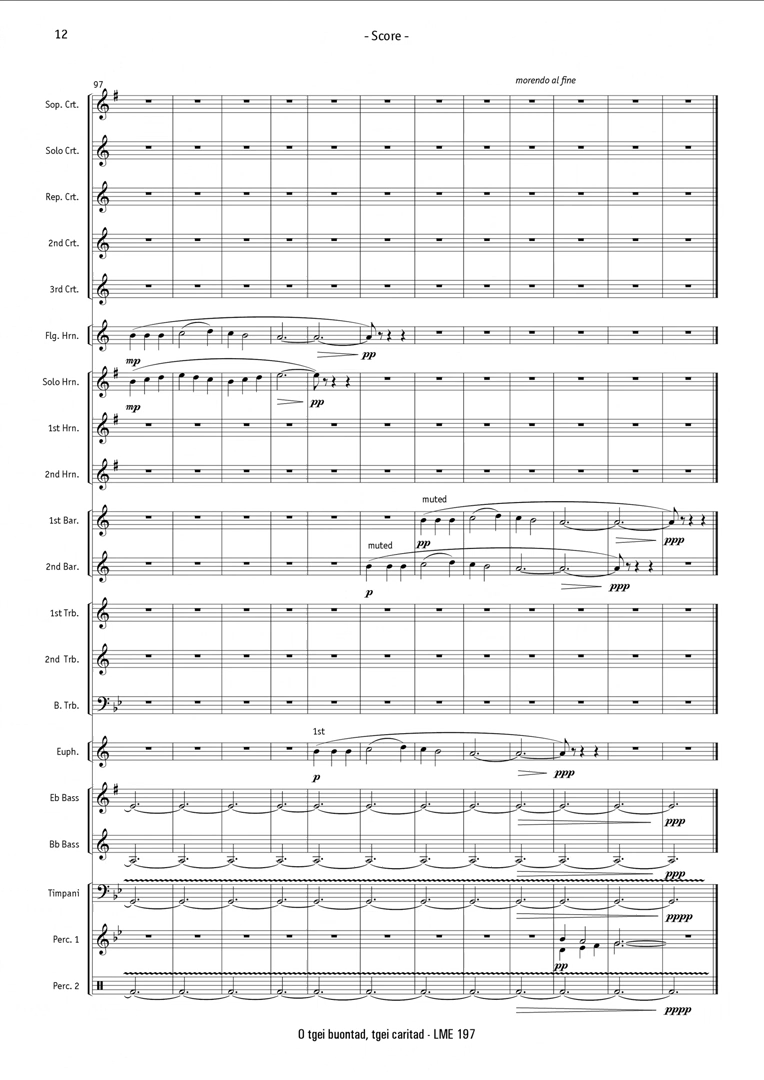 12
- Score -
morendo al fine
97
Sop. Crt.
Solo Crt.
Rep. Crt.
2nd Crt.
3rd Crt.
Flg. Hrn.
mp
pp
Solo Hrn.
mp
pp
1st Hrn.
2nd Hrn.
muted
1st Bar.
pp
ppp
muted
2nd Bar.
p
ppp
1st Trb.
2nd Trb.
B. Trb.
1st
Euph.
p
ppp
Eb Bass
ppp
Bb Bass
ppp
Timpani
pppp
Perc. 1
pp
Perc. 2
pppp
O tgei buontad, tgei caritad - LME 197